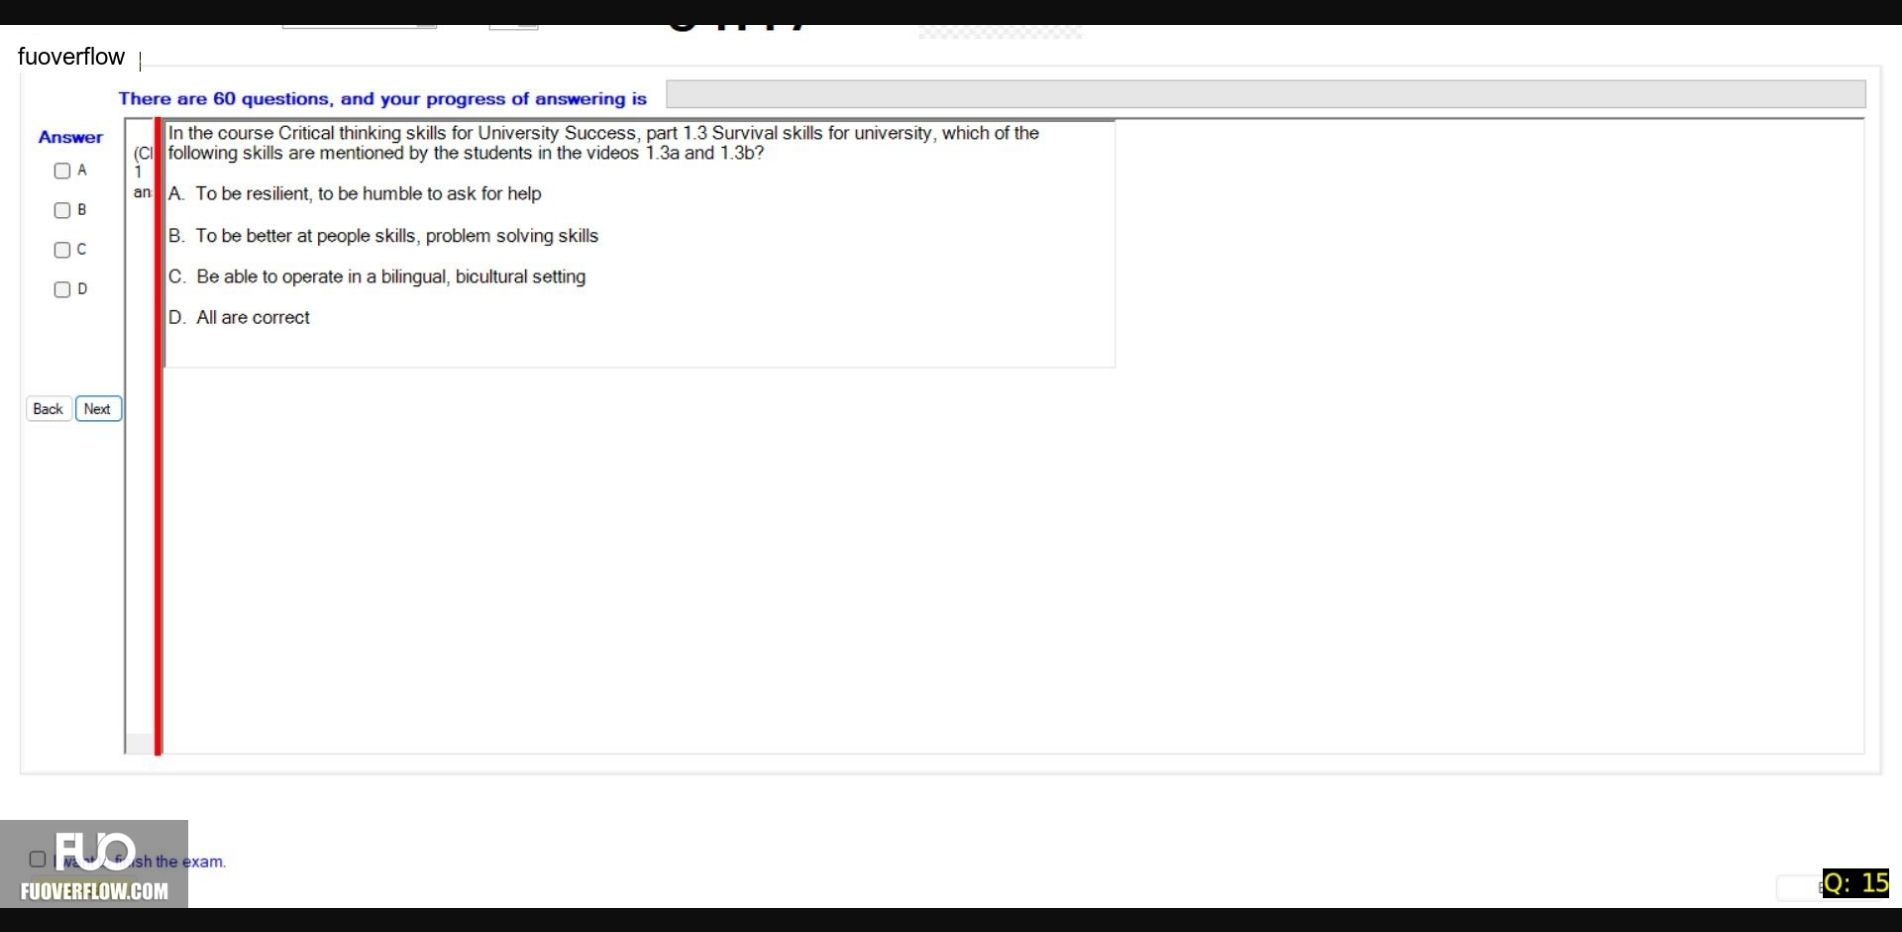 fuoverflow
There are 60 questions, and your progress of answering is
Answer
A
B
C
D
(Cl
1
an
In the course Critical thinking skills for University Success, part 1.3 Survival skills for university, which of the
following skills are mentioned by the students in the videos 1.3a and 1.3b?
A. To be resilient, to be humble to ask for help
B. To be better at people skills, problem solving skills
C. Be able to operate in a bilingual, bicultural setting
D. All are correct
Back
Next
FUO
sh the exam.
FUOVERFLOW.COM
Q: 15